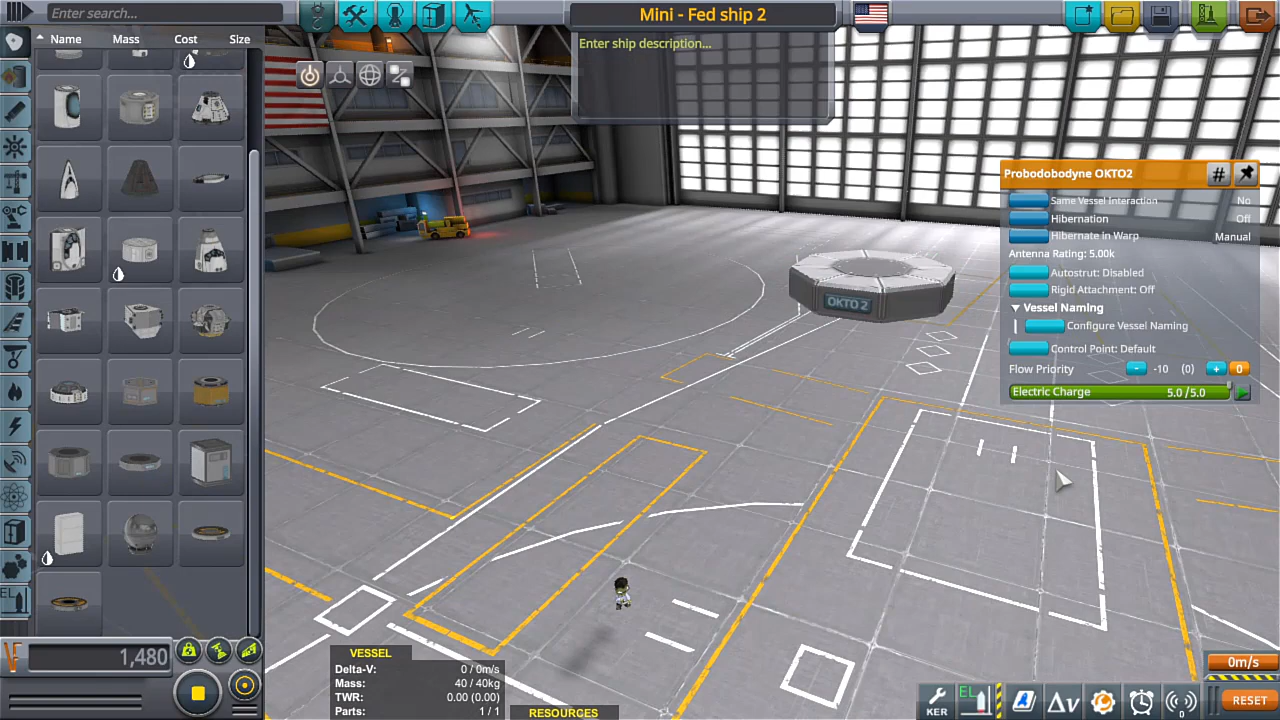 Enter search...
Mini - Fed ship 2
Enter ship description...
Name Mass Cost Size
Probodobodyne OKTO2
#
Same Vessel Interaction No
Hibernation Off
Hibernate in Warp Manual
Antenna Rating: 5.00k
Autostrut: Disabled
Rigid Attachment: Off
Vessel Naming
Configure Vessel Naming
Control Point: Default
Flow Priority - -10 (0) + 0
Electric Charge 5.0 /5.0
OKTO 2
EL
1,480
VESSEL
Delta-V: 0 / 0m/s
Mass: 40 / 40kg
TWR: 0.00 (0.00)
Parts: 1 / 1
RESOURCES
0m/s
KER
EL
Δv
0
RESET